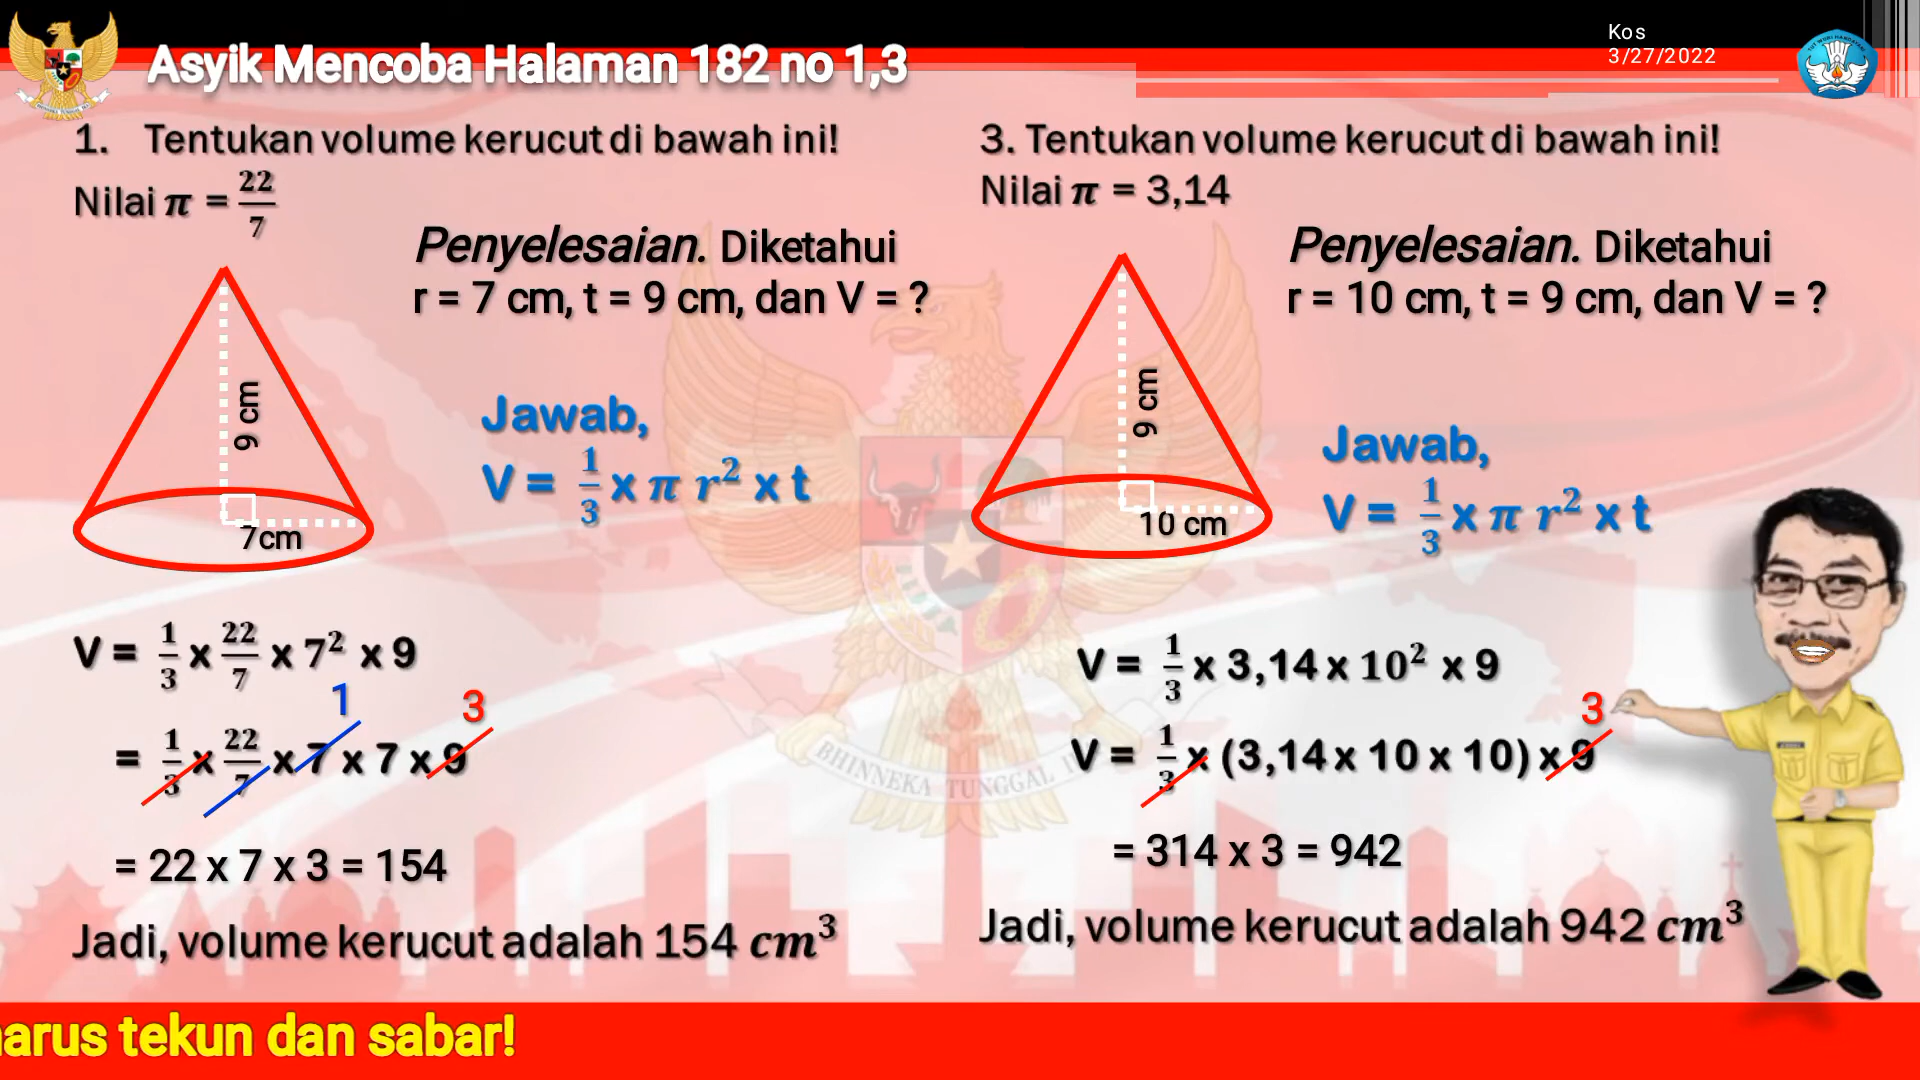 Kos
3/27/2022
Asyik Mencoba Halaman 182 no 1,3
1. Tentukan volume kerucut di bawah ini!
Nilai π = 22/7
Penyelesaian. Diketahui
r = 7 cm, t = 9 cm, dan V = ?
9 cm
7cm
Jawab,
V = 1/3 x π r² x t
V = 1/3 x 22/7 x 7² x 9
1 3
= 1/3 x 22/7 x 7 x 7 x 9
= 22 x 7 x 3 = 154
Jadi, volume kerucut adalah 154 cm³
3. Tentukan volume kerucut di bawah ini!
Nilai π = 3,14
Penyelesaian. Diketahui
r = 10 cm, t = 9 cm, dan V = ?
9 cm
10 cm
Jawab,
V = 1/3 x π r² x t
V = 1/3 x 3,14 x 10² x 9
3
V = 1/3 x (3,14 x 10 x 10) x 9
= 314 x 3 = 942
Jadi, volume kerucut adalah 942 cm³
BHINNEKA TUNGGAL
arus tekun dan sabar!